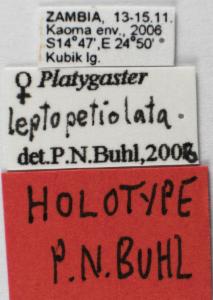 ZAMBIA, 13-15.11.
Kaoma env., 2006
S14°47',E 24°50'
Kubik lg.
♀ Platygaster
leptopetiolata.
det.P.N.Buhl,2008
HOLOTYPE
P.N.BUHL